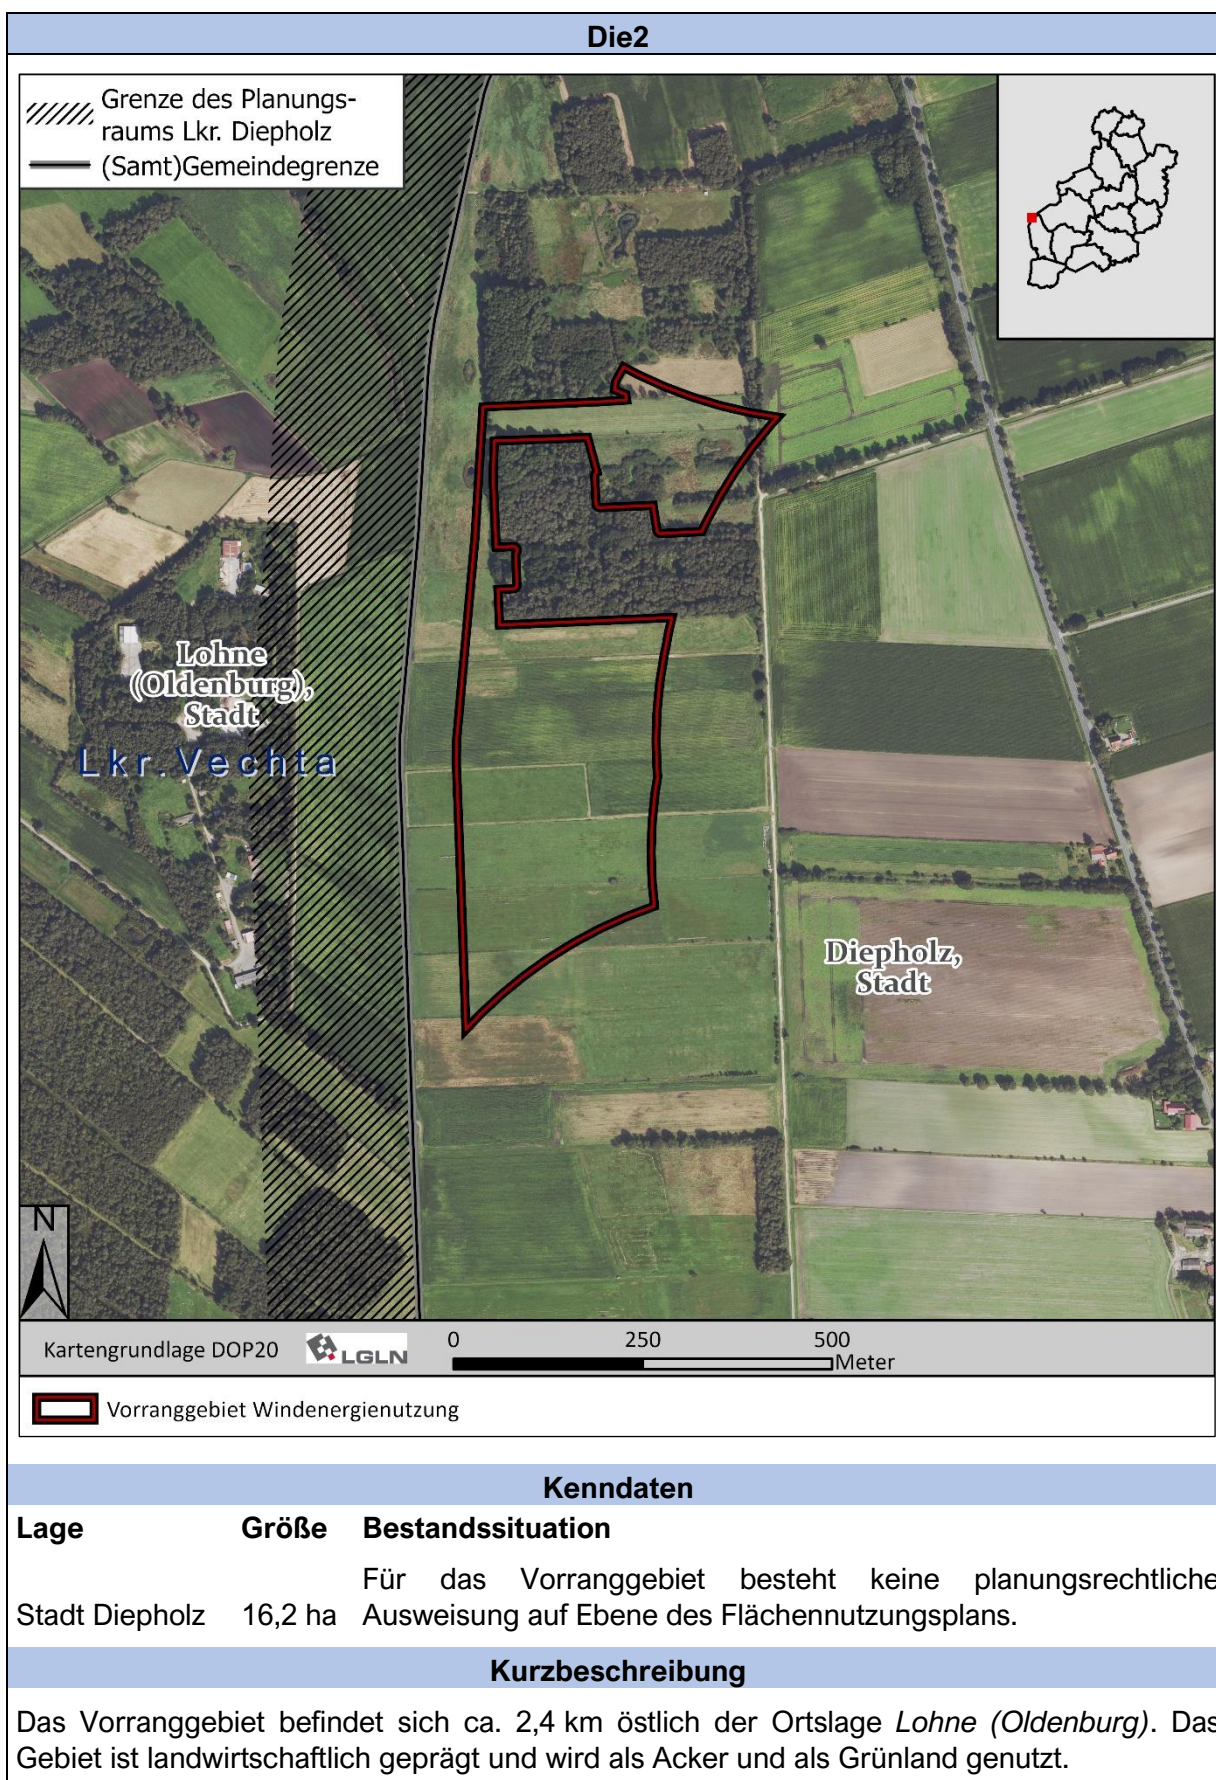 Die2
Grenze des Planungs-
raums Lkr. Diepholz
(Samt)Gemeindegrenze
Lohne
(Oldenburg),
Stadt
Lkr. Vechta
Diepholz,
Stadt
N
Kartengrundlage DOP20
LGLN
0 250 500
Meter
Vorranggebiet Windenergienutzung
Kenndaten
Lage Größe Bestandssituation
Für das Vorranggebiet besteht keine planungsrechtliche
Stadt Diepholz 16,2 ha Ausweisung auf Ebene des Flächennutzungsplans.
Kurzbeschreibung
Das Vorranggebiet befindet sich ca. 2,4 km östlich der Ortslage Lohne (Oldenburg). Das
Gebiet ist landwirtschaftlich geprägt und wird als Acker und als Grünland genutzt.